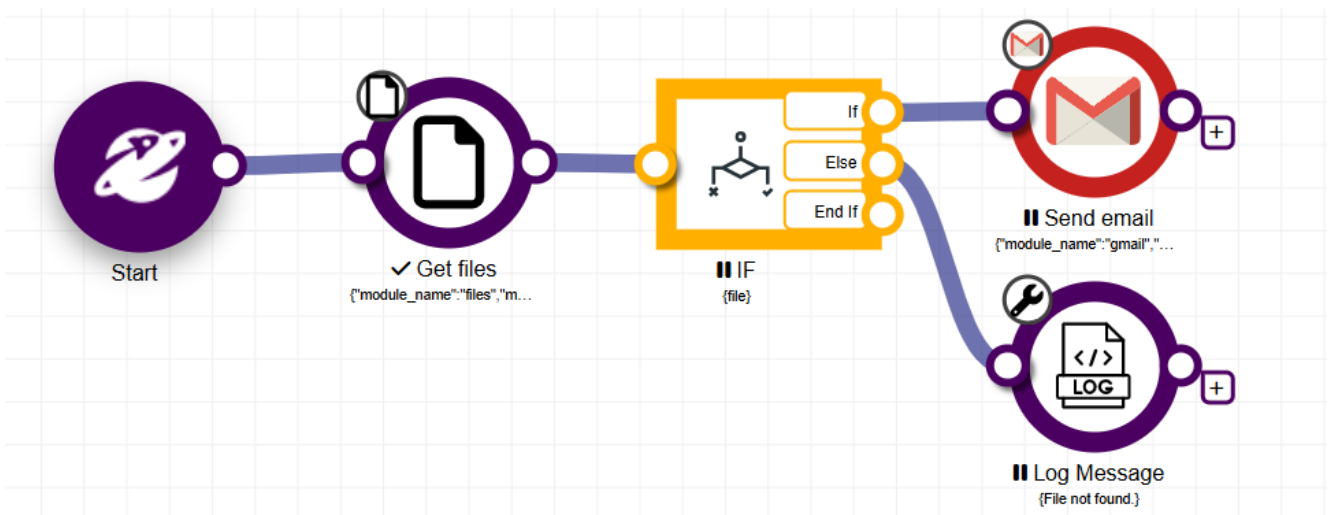 If
Else
End If
Start
Get files
{"module_name":"files","m...
IF
{file}
Send email
{"module_name":"gmail","...
LOG
Log Message
{File not found.}